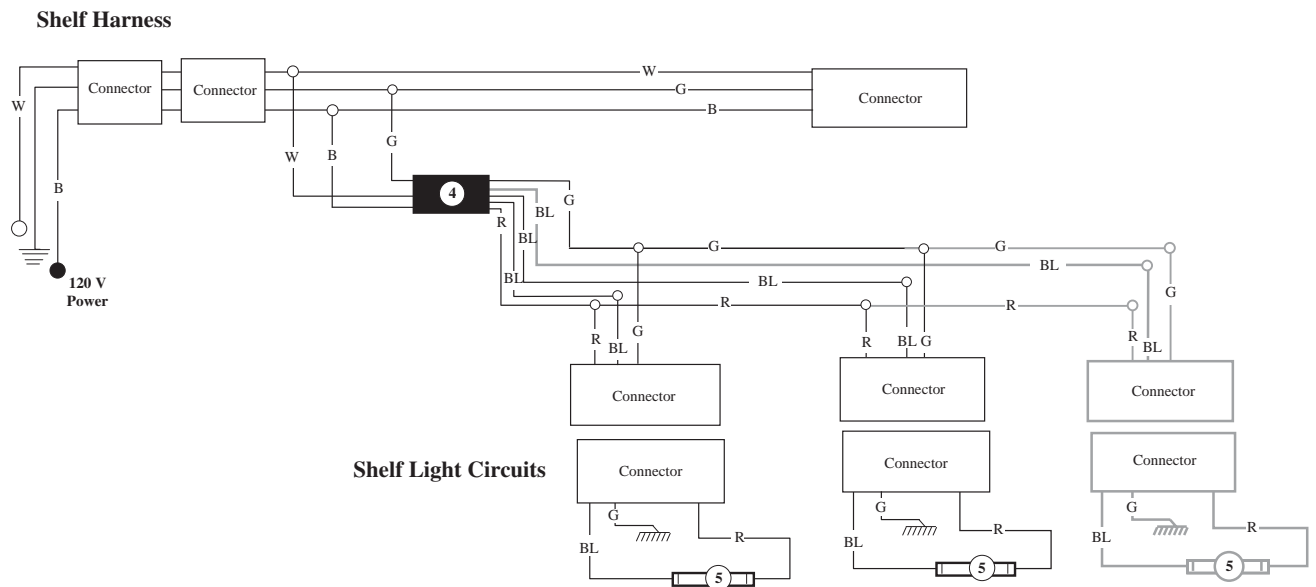 Shelf Harness
Connector
Connector
W
G
B
Connector
W
B
120 V
Power
W
B
G
4
G
BL
R
BL
BL
G
G
BL
BL
R
R
R
BL
G
R
BL
G
R
BL
G
Connector
Connector
Connector
Shelf Light Circuits
Connector
Connector
Connector
G
BL
R
5
G
BL
R
5
G
BL
R
5